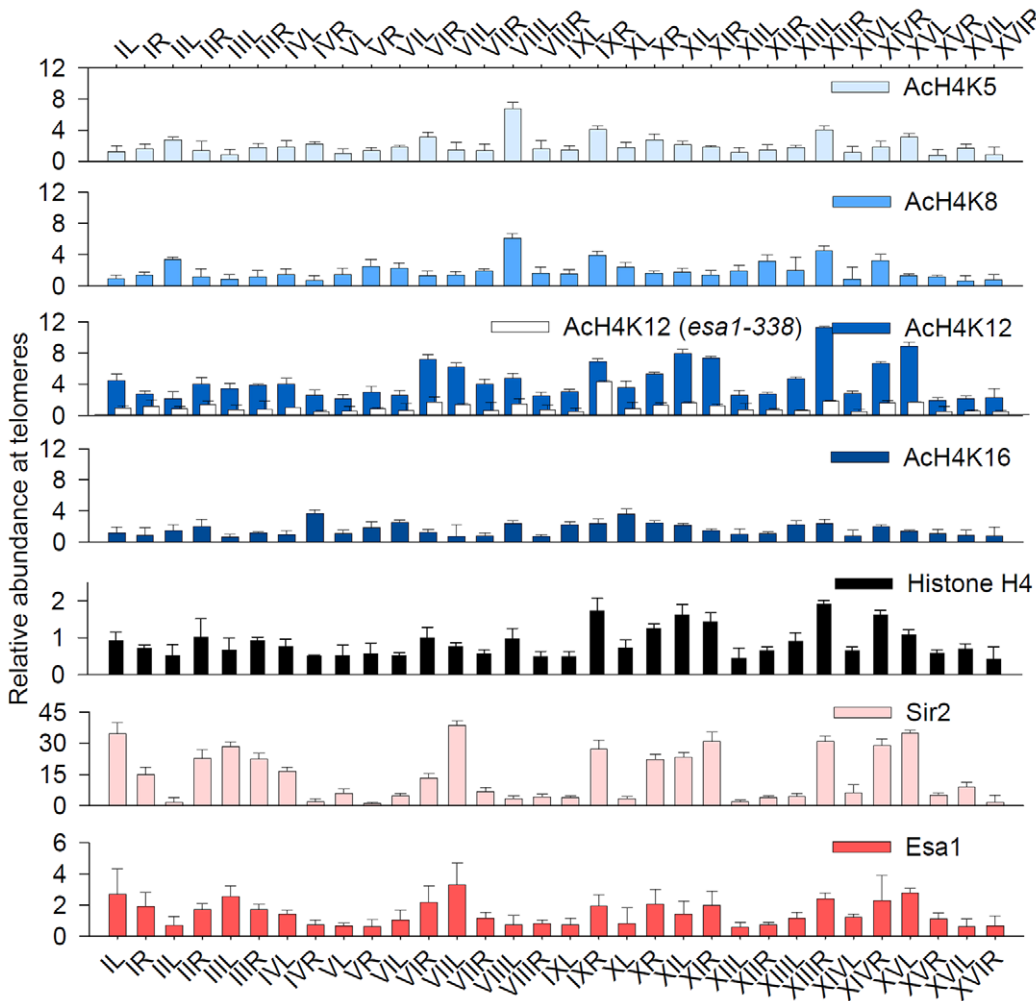 IL IR IIL IIR IIIL IIIR IVL IVR VL VR VIL VIR VIIL VIIR VIIIL VIIIR IXL IXR XL XR XIL XIR XIIL XIIR XIIIL XIIIR XIVL XIVR XVL XVR XVIL XVIR
Relative abundance at telomeres
12
8
4
0
AcH4K5
12
8
4
0
AcH4K8
12
8
4
0
AcH4K12 (esa1-338)
AcH4K12
12
8
4
0
AcH4K16
2
1
0
Histone H4
45
30
15
0
Sir2
6
4
2
0
Esa1
IL IR IIL IIR IIIL IIIR IVL IVR VL VR VIL VIR VIIL VIIR VIIIL VIIIR IXL IXR XL XR XIL XIR XIIL XIIR XIIIL XIIIR XIVL XIVR XVL XVR XVIL XVIR